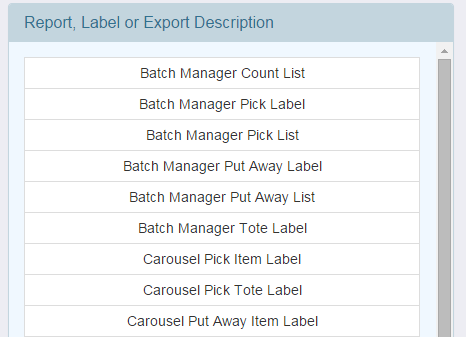 Report, Label or Export Description
Batch Manager Count List
Batch Manager Pick Label
Batch Manager Pick List
Batch Manager Put Away Label
Batch Manager Put Away List
Batch Manager Tote Label
Carousel Pick Item Label
Carousel Pick Tote Label
Carousel Put Away Item Label